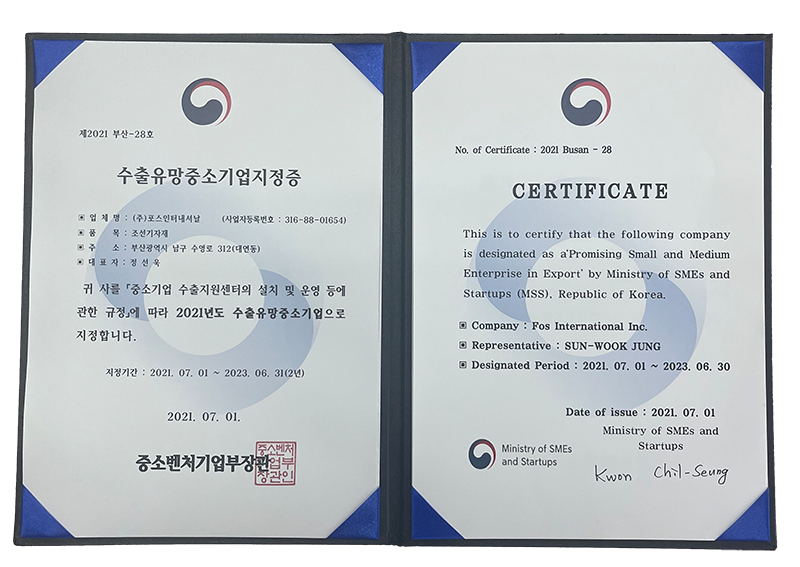 제2021 부산-28호
수출유망중소기업지정증
▣ 업 체 명 : (주)포스인터내셔날 (사업자등록번호 : 316-88-01654)
▣ 품 목 : 조선기자재
▣ 주 소 : 부산광역시 남구 수영로 312(대연동)
▣ 대 표 자 : 정 선 욱
귀 사를 「중소기업 수출지원센터의 설치 및 운영 등에
관한 규정」에 따라 2021년도 수출유망중소기업으로
지정합니다.
지정기간 : 2021. 07. 01 ~ 2023. 06. 31(2년)
2021. 07. 01.
중소벤처기업부장관
중소벤처
기업부
장관인
No. of Certificate : 2021 Busan - 28
CERTIFICATE
This is to certify that the following company
is designated as a'Promising Small and Medium
Enterprise in Export' by Ministry of SMEs and
Startups (MSS), Republic of Korea.
▣ Company : Fos International Inc.
▣ Representative : SUN-WOOK JUNG
▣ Designated Period : 2021. 07. 01 ~ 2023. 06. 30
Date of issue : 2021. 07. 01
Ministry of SMEs and
Startups
Ministry of SMEs
and Startups
Kwon Chil-Seung